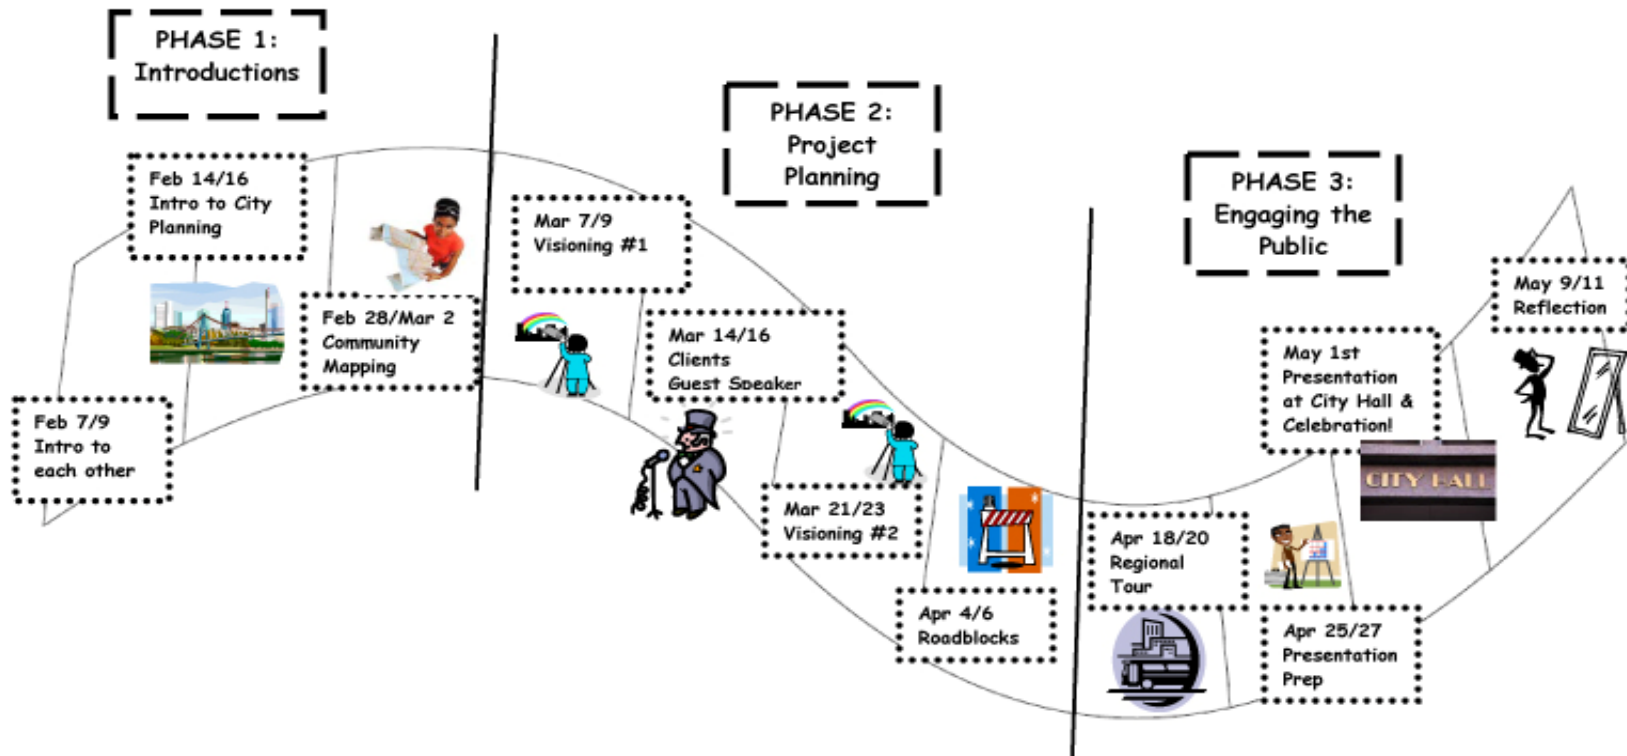 PHASE 1:
Introductions
Feb 7/9
Intro to
each other
Feb 14/16
Intro to City
Planning
Feb 28/Mar 2
Community
Mapping
PHASE 2:
Project
Planning
Mar 7/9
Visioning #1
Mar 14/16
Clients
Guest Speaker
Mar 21/23
Visioning #2
Apr 4/6
Roadblocks
PHASE 3:
Engaging the
Public
Apr 18/20
Regional
Tour
Apr 25/27
Presentation
Prep
May 1st
Presentation
at City Hall &
Celebration!
CITY HALL
May 9/11
Reflection